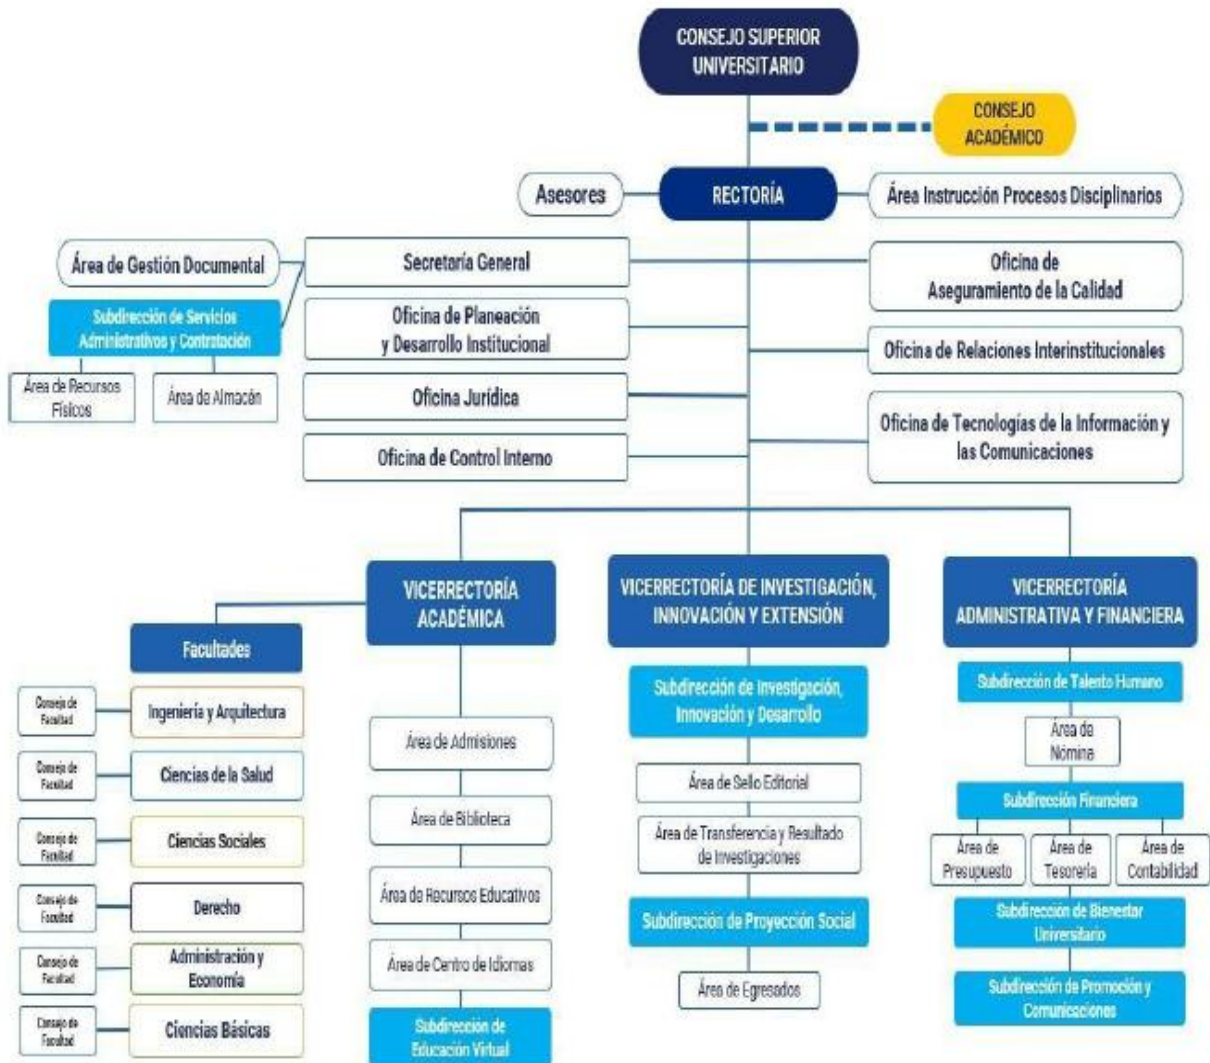 CONSEJO SUPERIOR
UNIVERSITARIO
CONSEJO
ACADÉMICO
Asesores
RECTORÍA
Área Instrucción Procesos Disciplinarios
Área de Gestión Documental
Secretaría General
Oficina de
Aseguramiento de la Calidad
Subdirección de Servicios
Administrativos y Contratación
Oficina de Planeación
y Desarrollo Institucional
Oficina de Relaciones Interinstitucionales
Área de Recursos
Físicos
Área de Almacén
Oficina Jurídica
Oficina de Tecnologías de la Información y
las Comunicaciones
Oficina de Control Interno
VICERRECTORÍA
ACADÉMICA
VICERRECTORÍA DE INVESTIGACIÓN,
INNOVACIÓN Y EXTENSIÓN
VICERRECTORÍA
ADMINISTRATIVA Y FINANCIERA
Facultades
Consejo de
Facultad
Ingeniería y Arquitectura
Consejo de
Facultad
Ciencias de la Salud
Consejo de
Facultad
Ciencias Sociales
Consejo de
Facultad
Derecho
Consejo de
Facultad
Administración y
Economía
Consejo de
Facultad
Ciencias Básicas
Área de Admisiones
Área de Biblioteca
Área de Recursos Educativos
Área de Centro de Idiomas
Subdirección de
Educación Virtual
Subdirección de Investigación,
Innovación y Desarrollo
Área de Sello Editorial
Área de Transferencia y Resultado
de Investigaciones
Subdirección de Proyección Social
Área de Egresados
Subdirección de Talento Humano
Área de
Nómina
Subdirección Financiera
Área de
Presupuesto
Área de
Tesorería
Área de
Contabilidad
Subdirección de Bienestar
Universitario
Subdirección de Promoción y
Comunicaciones